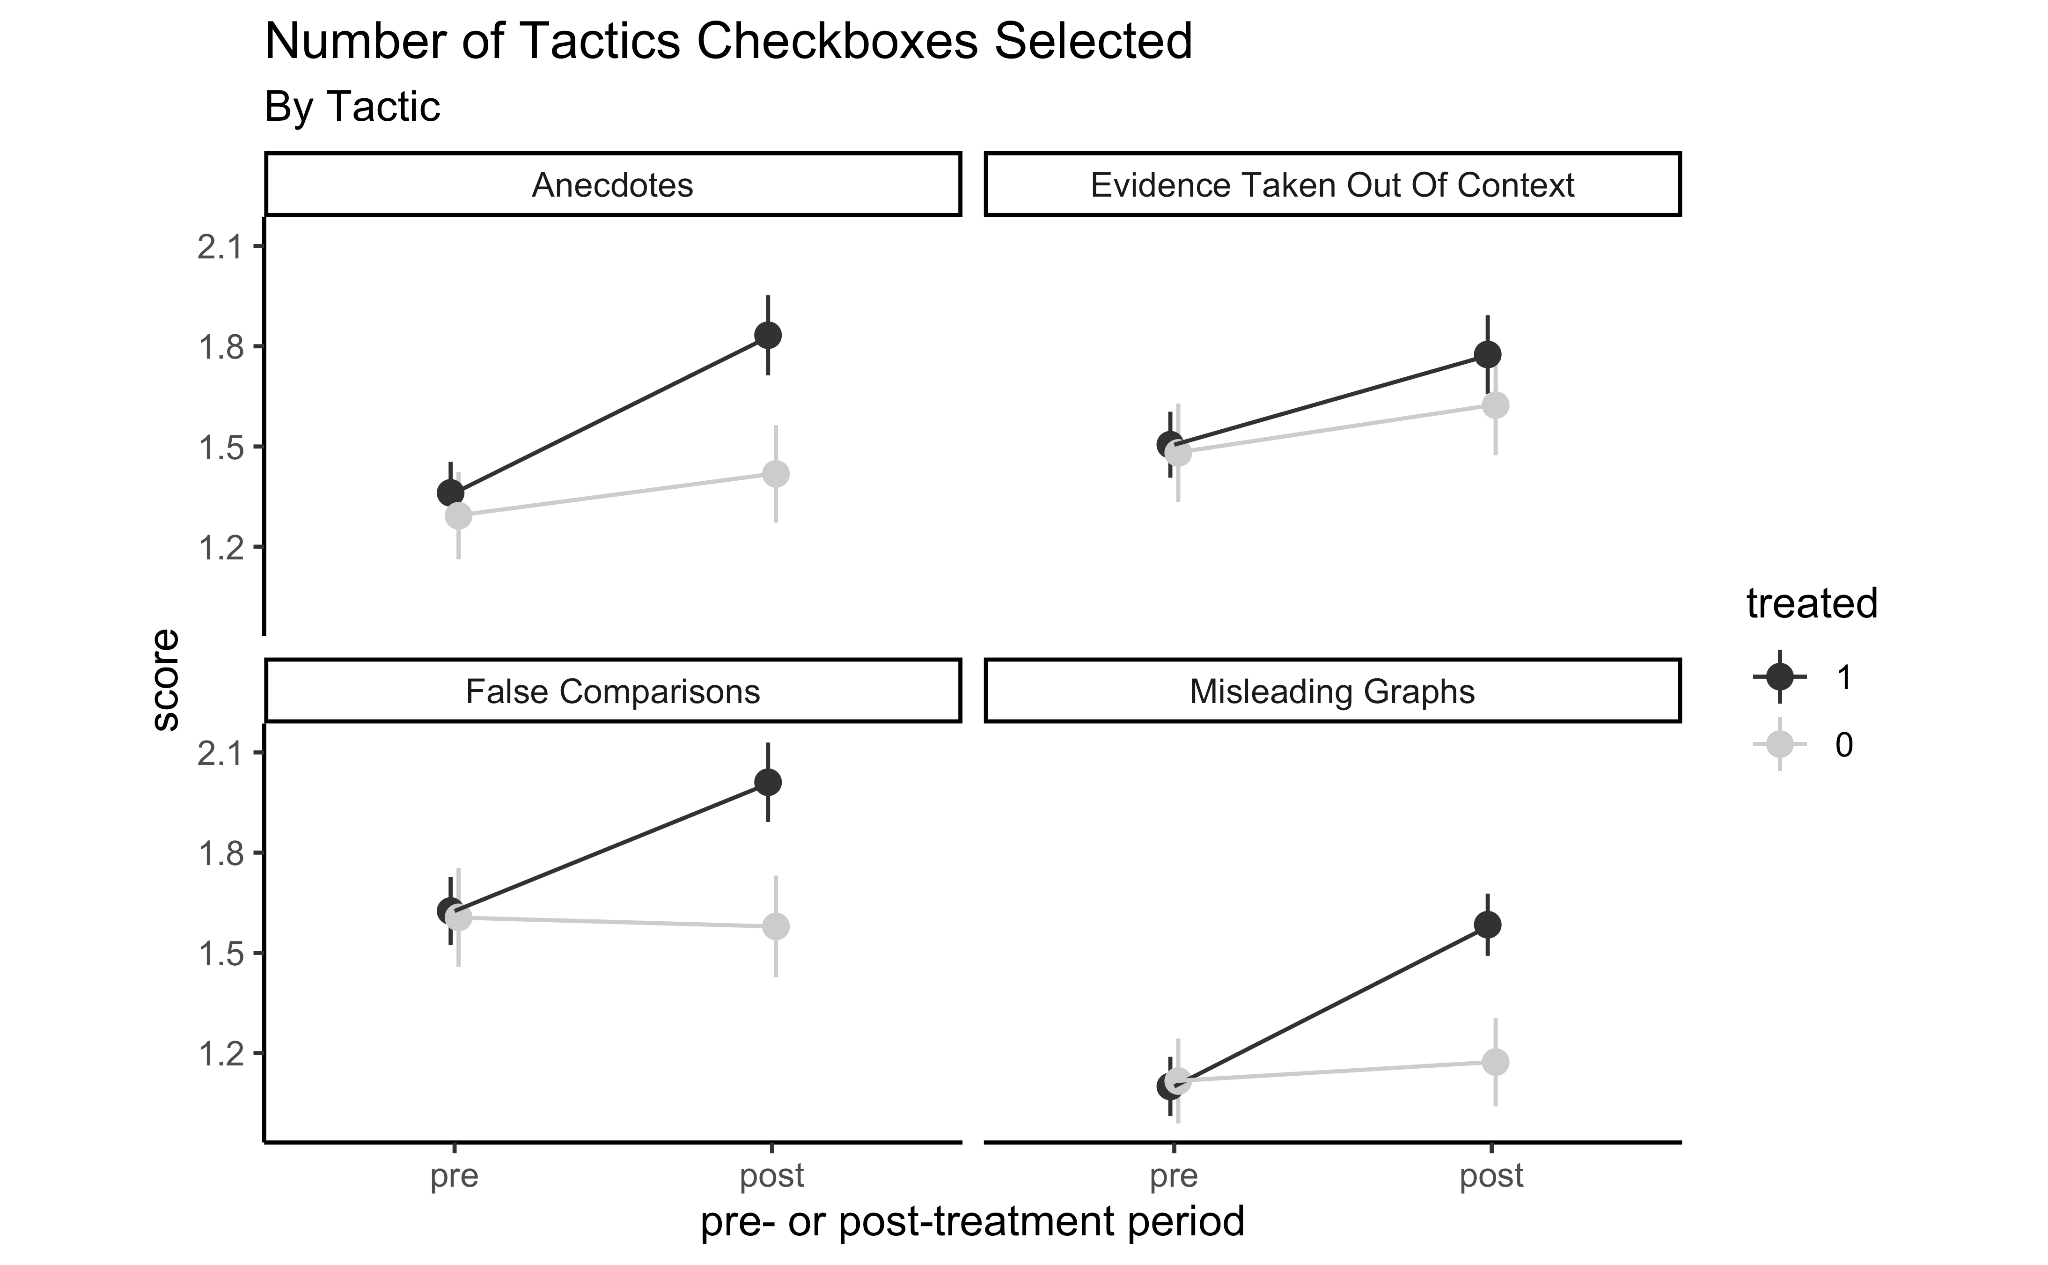 Number of Tactics Checkboxes Selected
By Tactic
Anecdotes
Evidence Taken Out Of Context
2.1
1.8
1.5
1.2
False Comparisons
Misleading Graphs
2.1
1.8
1.5
1.2
score
pre
post
pre
post
pre- or post-treatment period
treated
1
0